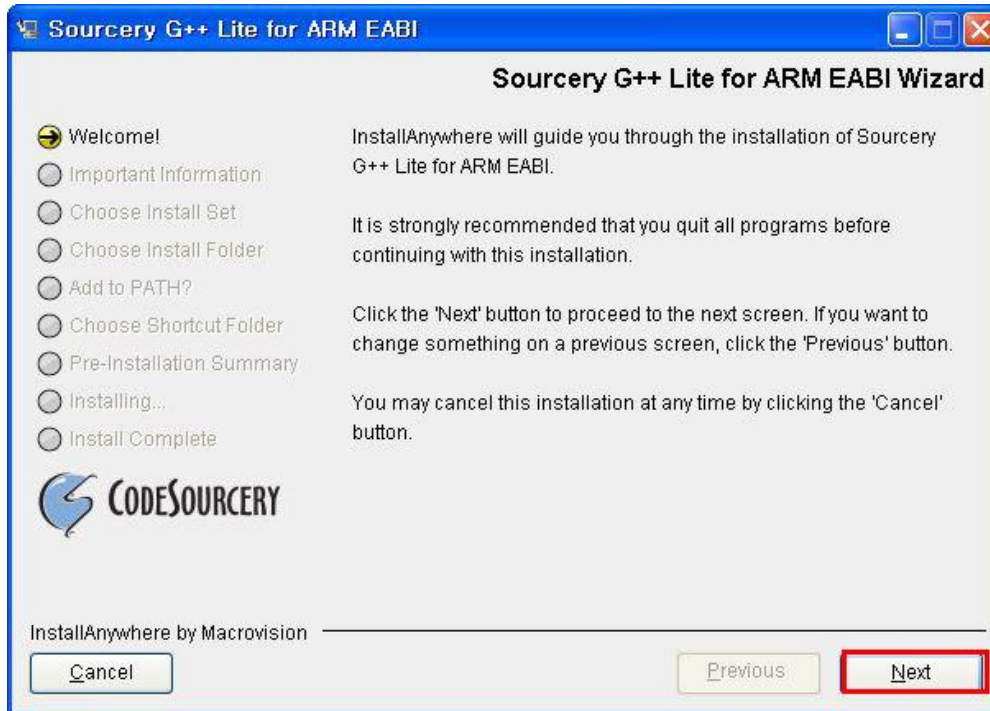 Sourcery G++ Lite for ARM EABI
Sourcery G++ Lite for ARM EABI Wizard
Welcome!
Important Information
Choose Install Set
Choose Install Folder
Add to PATH?
Choose Shortcut Folder
Pre-Installation Summary
Installing...
Install Complete
InstallAnywhere will guide you through the installation of Sourcery
G++ Lite for ARM EABI.
It is strongly recommended that you quit all programs before
continuing with this installation.
Click the 'Next' button to proceed to the next screen. If you want to
change something on a previous screen, click the 'Previous' button.
You may cancel this installation at any time by clicking the 'Cancel'
button.
CODESOURCERY
InstallAnywhere by Macrovision
Cancel
Previous
Next